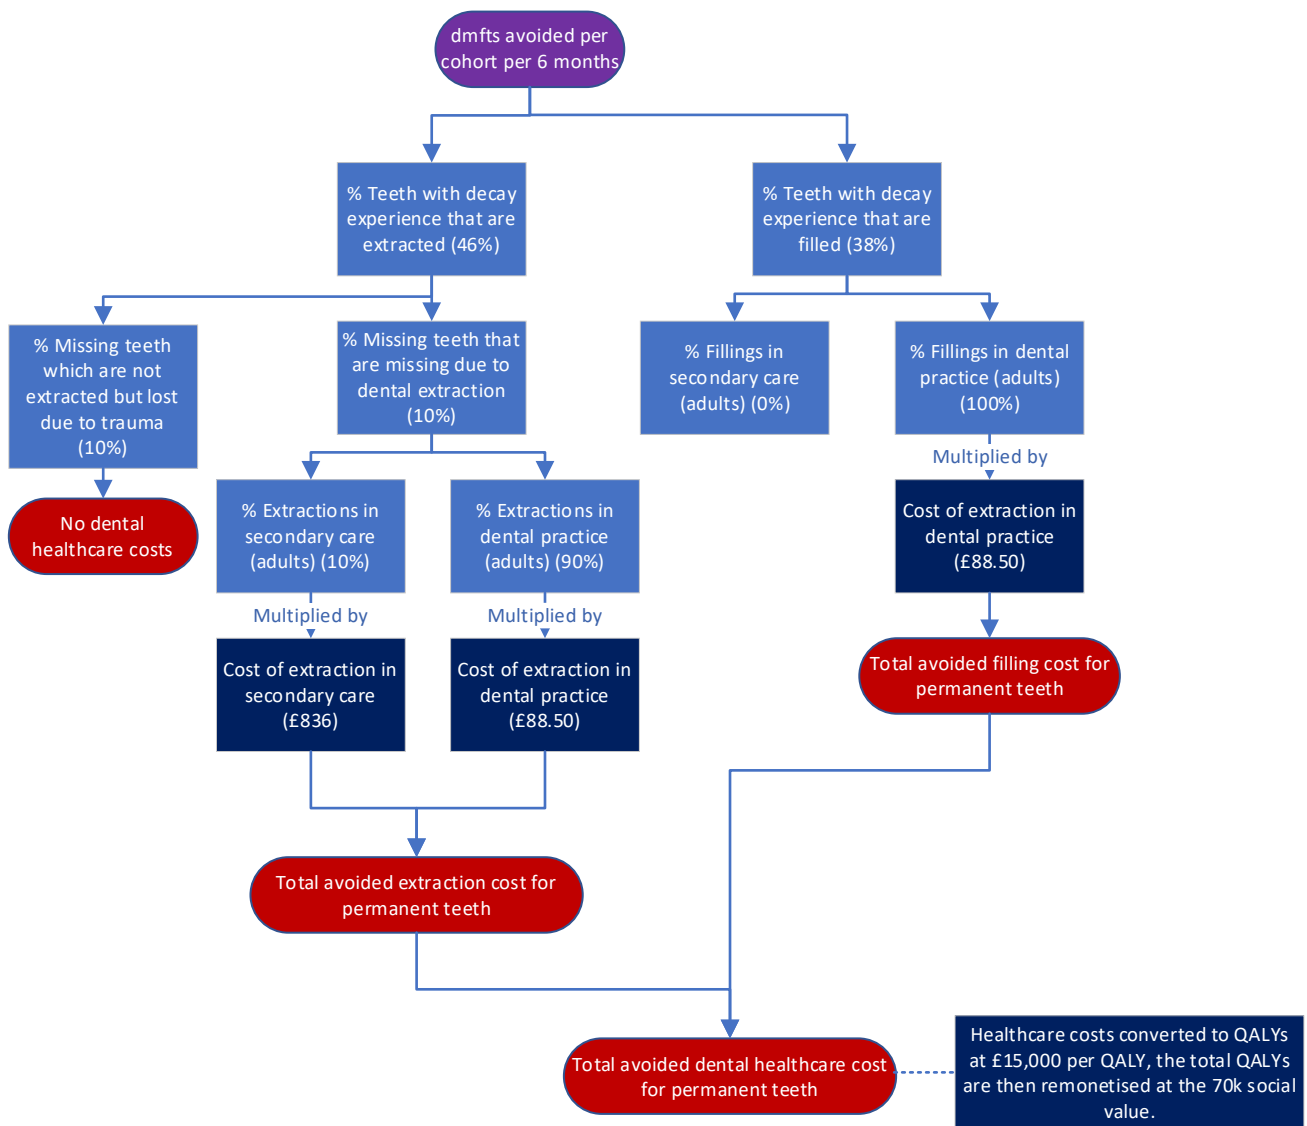 dmfts avoided per
cohort per 6 months
% Teeth with decay
experience that are
extracted (46%)
% Teeth with decay
experience that are
filled (38%)
% Missing teeth
which are not
extracted but lost
due to trauma
(10%)
% Missing teeth that
are missing due to
dental extraction
(10%)
% Fillings in
secondary care
(adults) (0%)
% Fillings in dental
practice (adults)
(100%)
Multiplied by
No dental
healthcare costs
% Extractions in
secondary care
(adults) (10%)
% Extractions in
dental practice
(adults) (90%)
Cost of extraction in
dental practice
(£88.50)
Multiplied by
Multiplied by
Cost of extraction in
secondary care
(£836)
Cost of extraction in
dental practice
(£88.50)
Total avoided filling cost for
permanent teeth
Total avoided extraction cost for
permanent teeth
Total avoided dental healthcare cost
for permanent teeth
Healthcare costs converted to QALYs
at £15,000 per QALY, the total QALYs
are then remonetised at the 70k social
value.